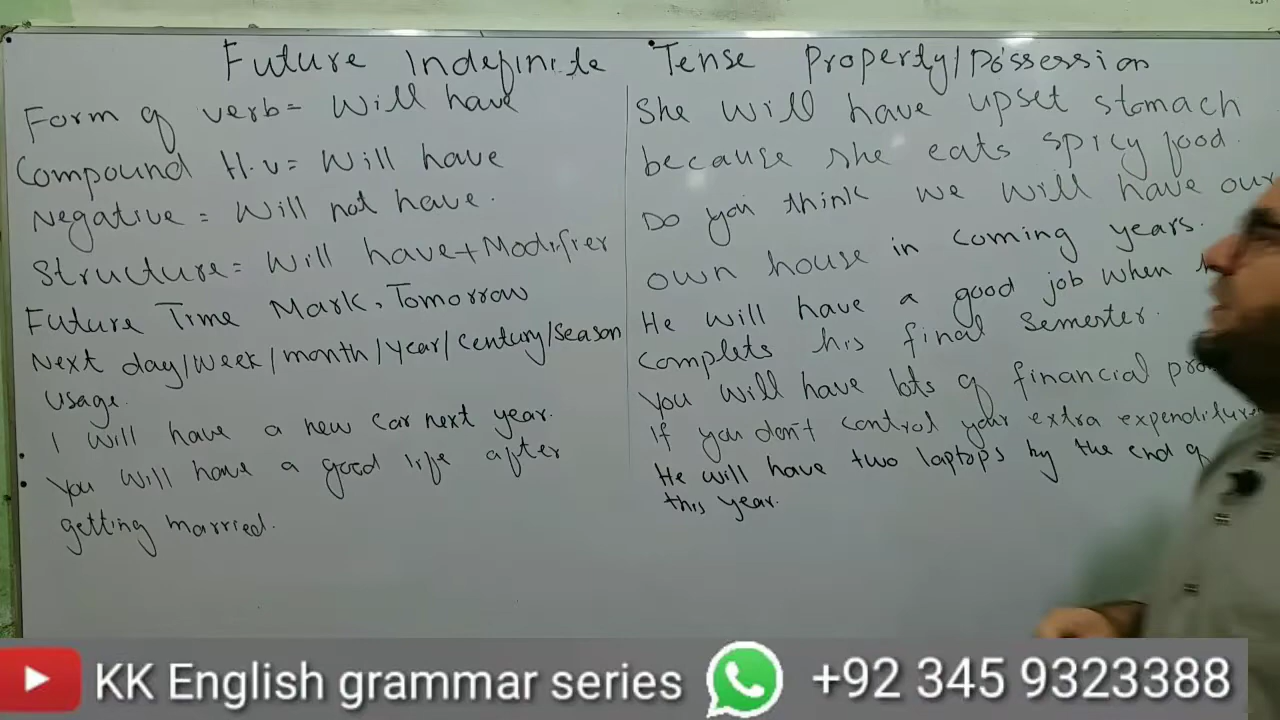 Future Indefinite Tense Property/Possession
Form of verb = Will have
Compound H.v = Will have
Negative = Will not have.
Structure = Will have + Modifier
Future Time Mark, Tomorrow
Next day/week/month/year/century/season
Usage.
I will have a new car next year.
You will have a good life after
getting married.
She will have upset stomach
because she eats spicy food.
Do you think we will have our
own house in coming years.
He will have a good job when
complets his final semester.
You will have lots of financial
If you don't control your extra expenditure
He will have two laptops by the end of
this year.
KK English grammar series +92 345 9323388